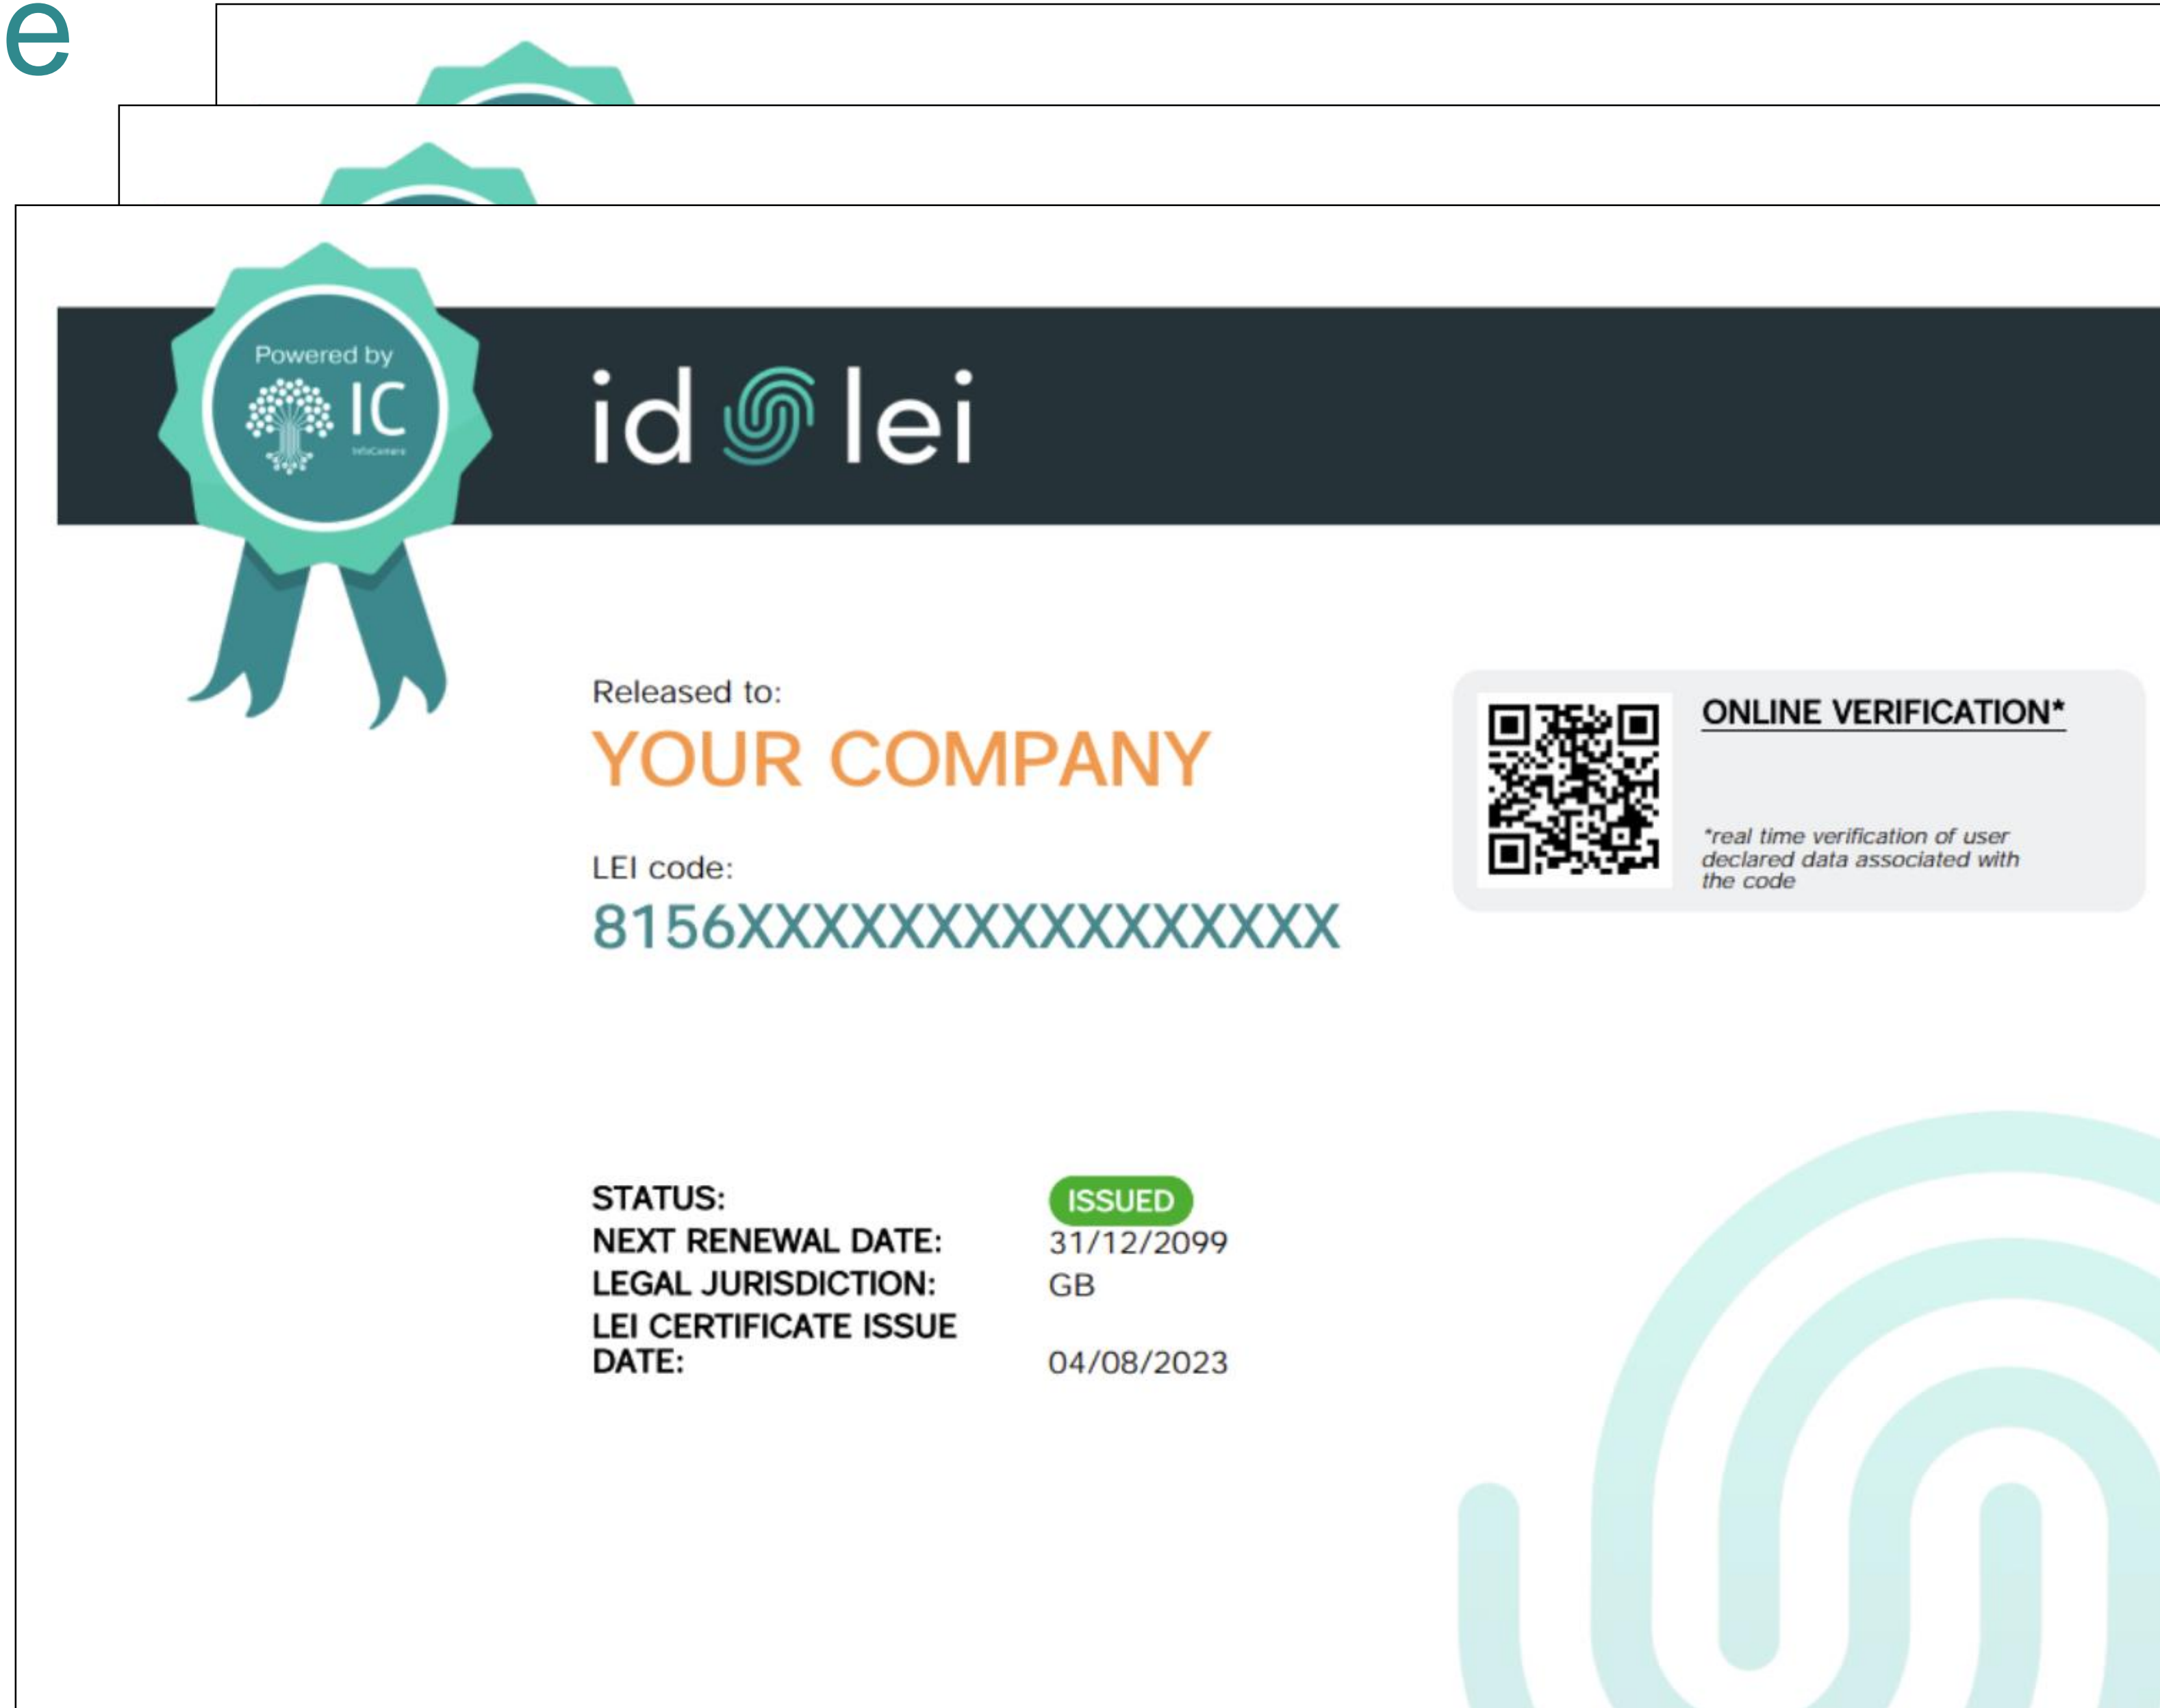 e
Powered by
IC
InfoCamere
id lei
Released to:
YOUR COMPANY
LEI code:
8156XXXXXXXXXXXXXXXX
ONLINE VERIFICATION*
*real time verification of user
declared data associated with
the code
STATUS: ISSUED
NEXT RENEWAL DATE: 31/12/2099
LEGAL JURISDICTION: GB
LEI CERTIFICATE ISSUE
DATE: 04/08/2023